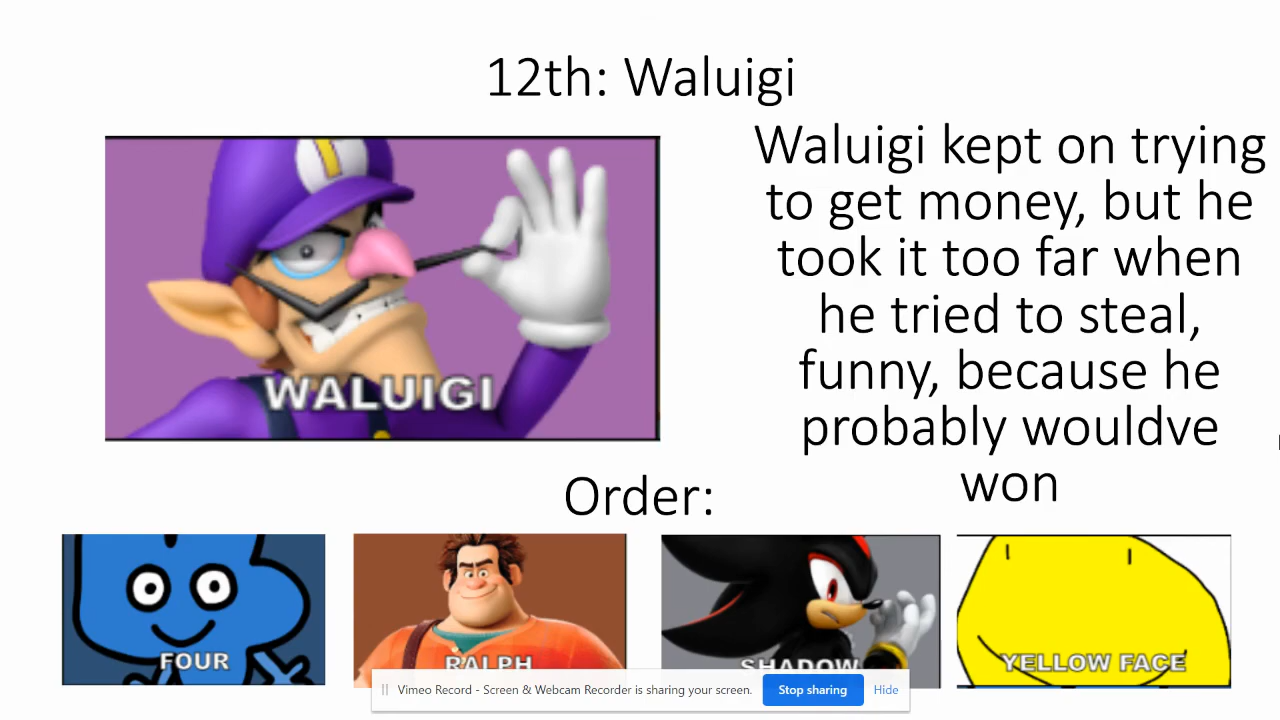 12th: Waluigi
Waluigi kept on trying
to get money, but he
took it too far when
he tried to steal,
funny, because he
probably wouldve
won
WALUIGI
Order:
FOUR
RALPH
SHADOW
YELLOW FACE
Vimeo Record - Screen & Webcam Recorder is sharing your screen.
Stop sharing
Hide